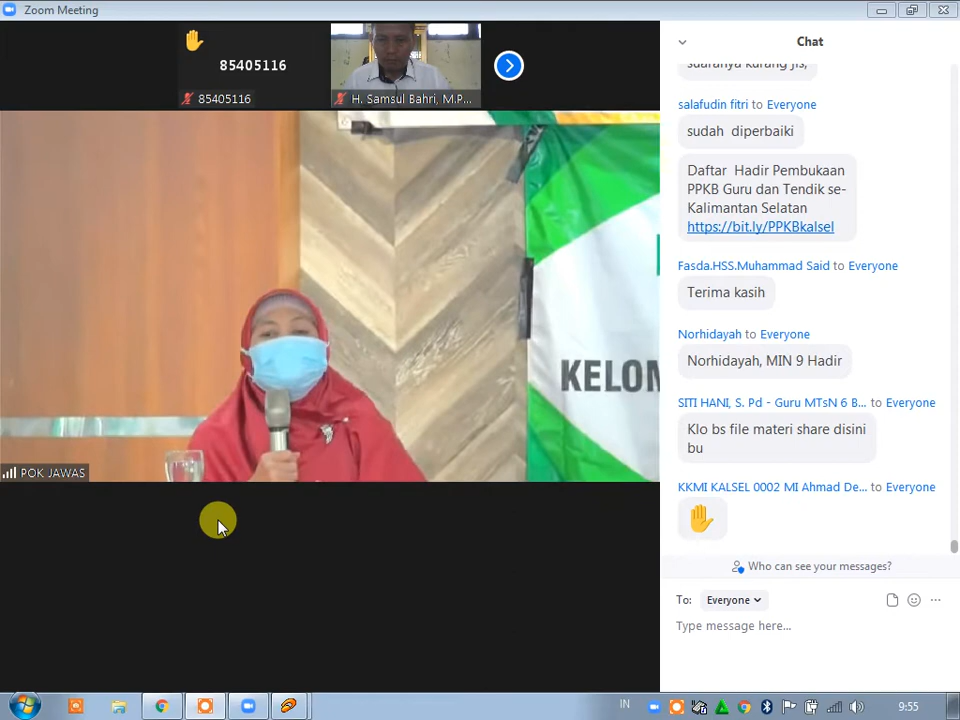 Zoom Meeting
85405116
85405116
H. Samsul Bahri, M.P...
KELOM
POK JAWAS
Chat
suaranya kurang jls,
salafudin fitri to Everyone
sudah diperbaiki
Daftar Hadir Pembukaan
PPKB Guru dan Tendik se-
Kalimantan Selatan
https://bit.ly/PPKBkalsel
Fasda.HSS.Muhammad Said to Everyone
Terima kasih
Norhidayah to Everyone
Norhidayah, MIN 9 Hadir
SITI HANI, S. Pd - Guru MTsN 6 B... to Everyone
Klo bs file materi share disini
bu
KKMI KALSEL 0002 MI Ahmad De... to Everyone
Who can see your messages?
To: Everyone
Type message here...
IN
9:55